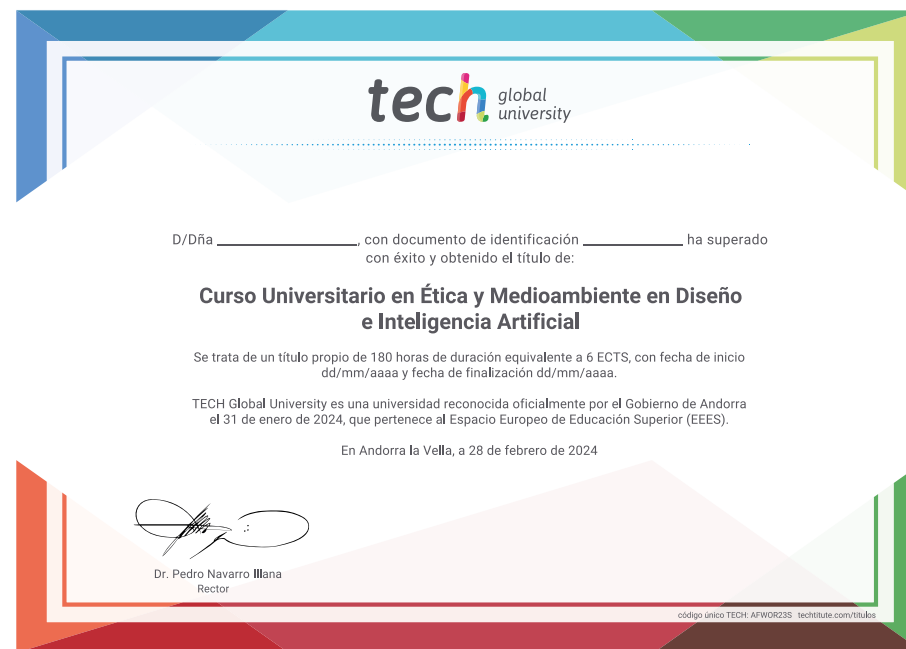 tech global university
D/Dña ____________________, con documento de identificación ______________ ha superado
con éxito y obtenido el título de:
Curso Universitario en Ética y Medioambiente en Diseño
e Inteligencia Artificial
Se trata de un título propio de 180 horas de duración equivalente a 6 ECTS, con fecha de inicio
dd/mm/aaaa y fecha de finalización dd/mm/aaaa.
TECH Global University es una universidad reconocida oficialmente por el Gobierno de Andorra
el 31 de enero de 2024, que pertenece al Espacio Europeo de Educación Superior (EEES).
En Andorra la Vella, a 28 de febrero de 2024
Dr. Pedro Navarro Illana
Rector
código único TECH: AFWOR23S techtitute.com/titulos